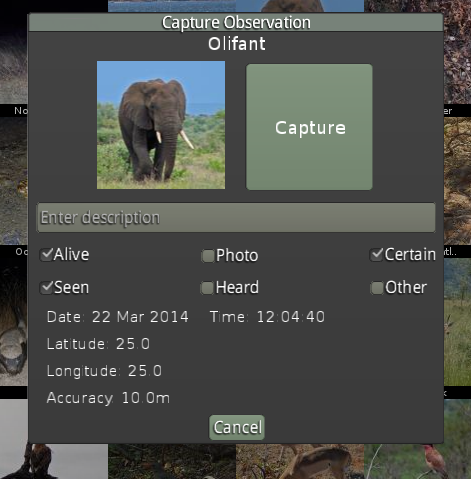 Capture Observation
Olifant
Capture
Enter description
Alive Photo Certain
Seen Heard Other
Date: 22 Mar 2014 Time: 12:04:40
Latitude: 25.0
Longitude: 25.0
Accuracy: 10.0m
Cancel